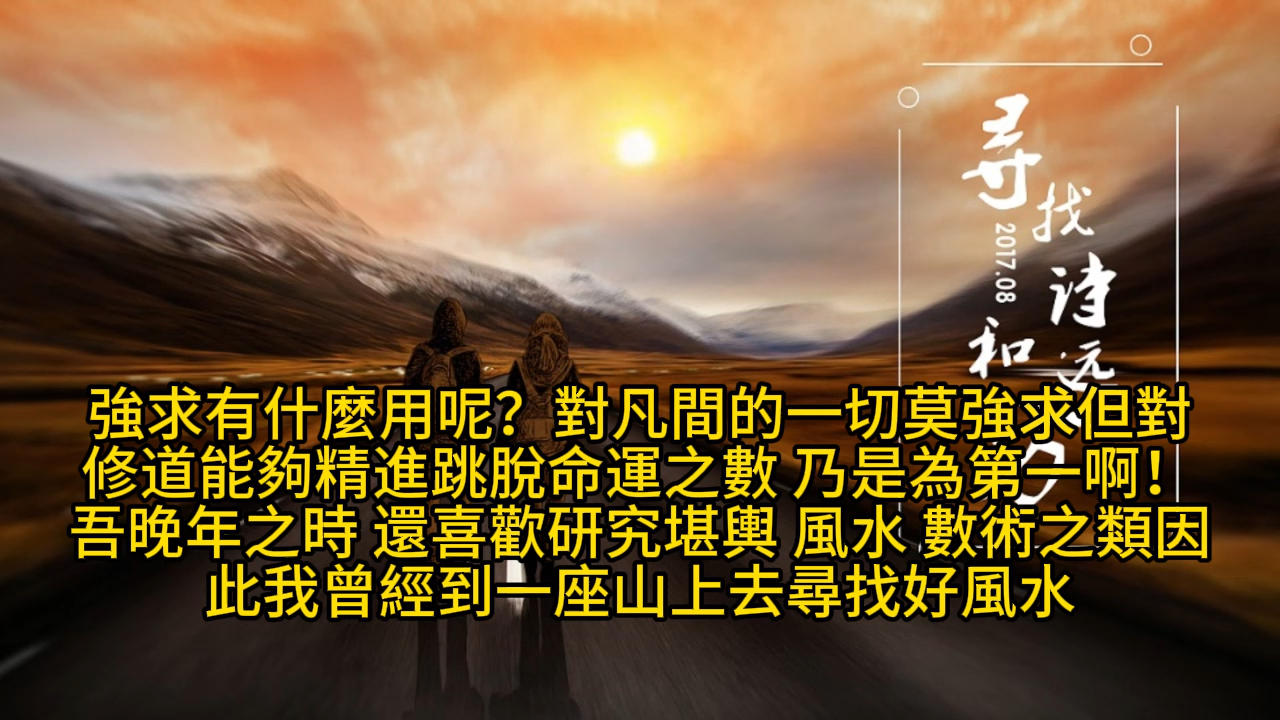 尋
找
2017.08
诗
和
远
強求有什麼用呢？對凡間的一切莫強求但對
修道能夠精進跳脫命運之數 乃是為第一啊！
吾晚年之時 還喜歡研究堪輿 風水 數術之類因
此我曾經到一座山上去尋找好風水